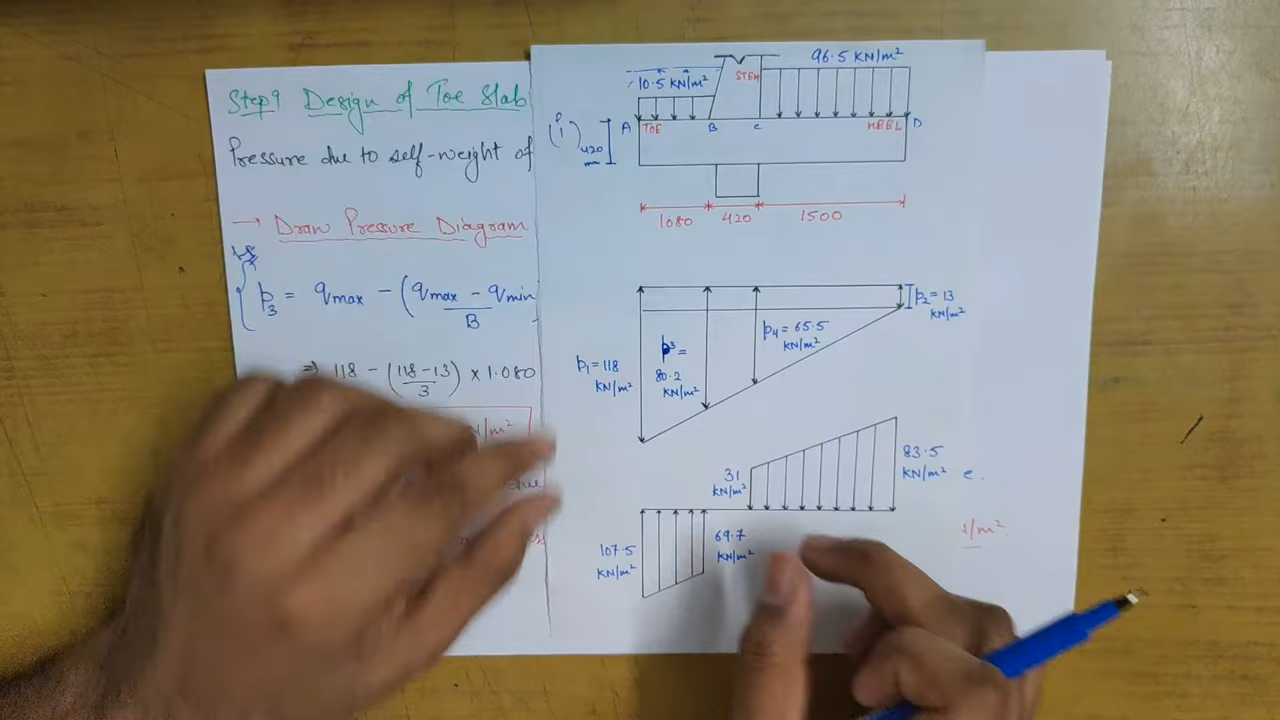 Step 9 Design of Toe Slab
Pressure due to self-weight of
→ Draw Pressure Diagram
p3 = qmax - (qmax - qmin
B
⇒ 118 - (118-13) × 1.080
3
N/m²
10.5 KN/m²
STEM
96.5 KN/m²
A
TOE
B
C
HEEL
D
420
mm
1080
420
1500
p1 = 118
KN/m²
p3 =
80.2
KN/m²
p4 = 65.5
KN/m²
p2 = 13
KN/m²
31
KN/m²
83.5
KN/m²
e.
107.5
KN/m²
69.7
KN/m²
/m²